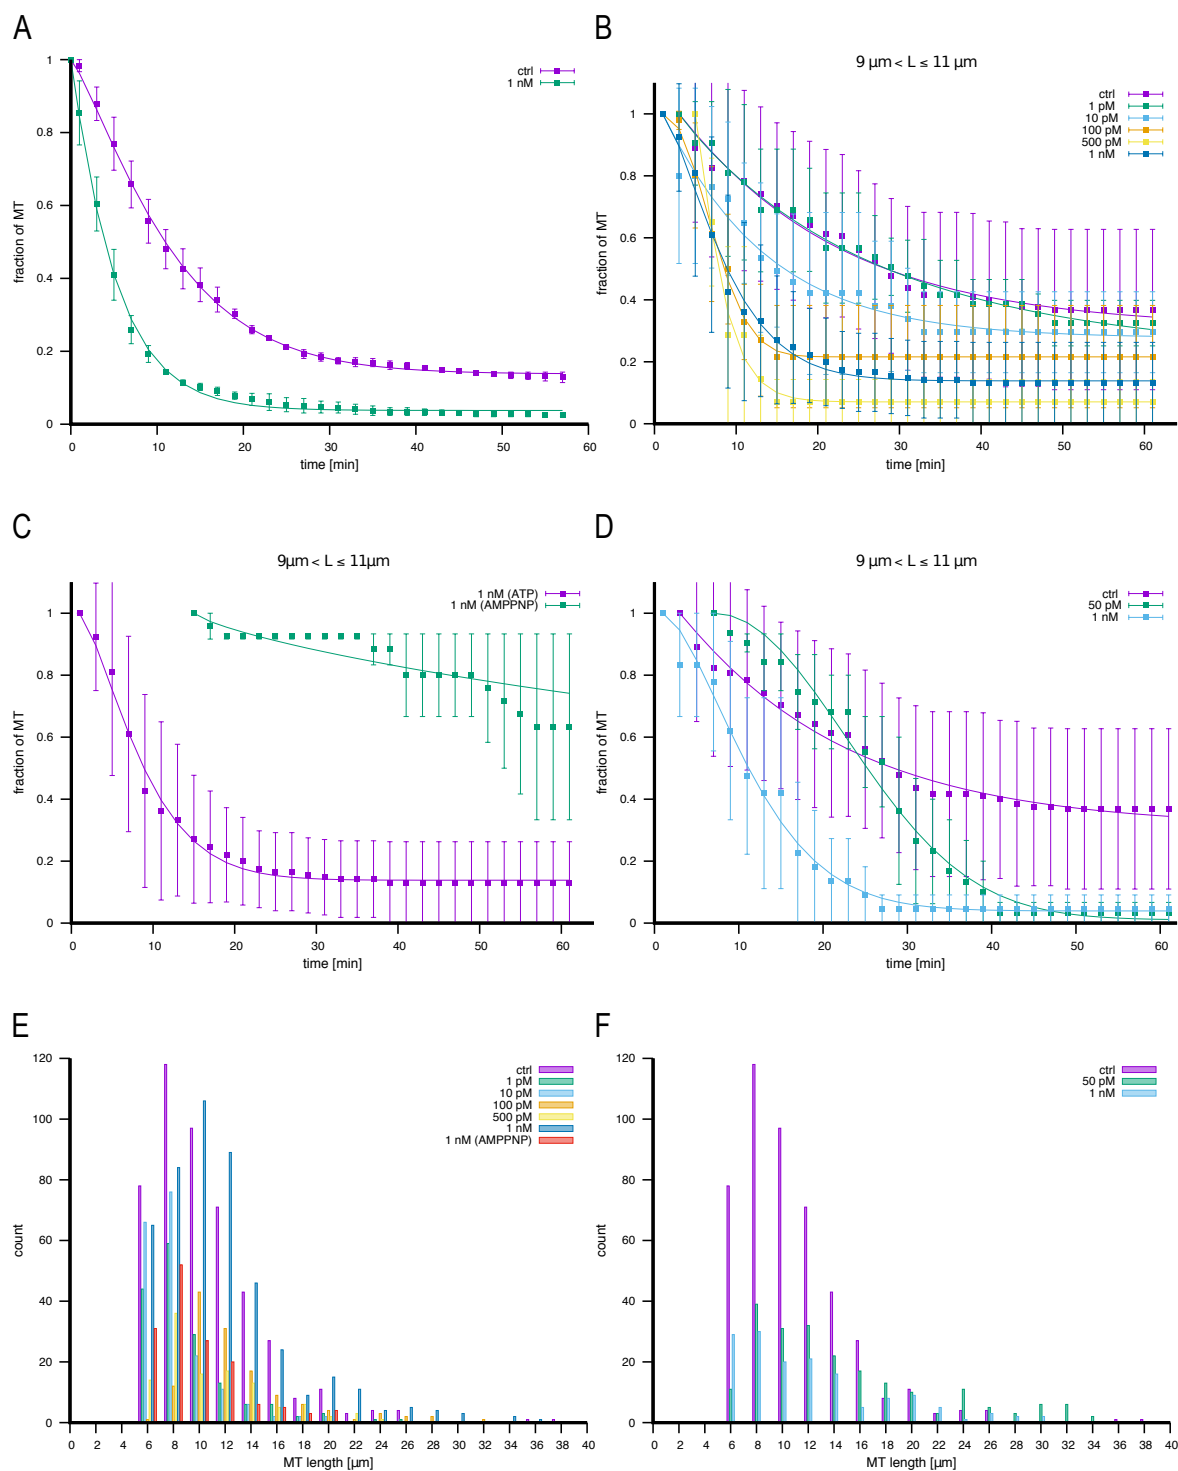 A
ctrl
1 nM
1
0.8
0.6
0.4
0.2
0
fraction of MT
0 10 20 30 40 50 60
time [min]
B
9 µm < L ≤ 11 µm
ctrl
1 pM
10 pM
100 pM
500 pM
1 nM
1
0.8
0.6
0.4
0.2
0
fraction of MT
0 10 20 30 40 50 60
time [min]
C
9µm < L ≤ 11µm
1 nM (ATP)
1 nM (AMPPNP)
1
0.8
0.6
0.4
0.2
0
fraction of MT
0 10 20 30 40 50 60
time [min]
D
9 µm < L ≤ 11 µm
ctrl
50 pM
1 nM
1
0.8
0.6
0.4
0.2
0
fraction of MT
0 10 20 30 40 50 60
time [min]
E
ctrl
1 pM
10 pM
100 pM
500 pM
1 nM
1 nM (AMPPNP)
120
100
80
60
40
20
0
count
0 2 4 6 8 10 12 14 16 18 20 22 24 26 28 30 32 34 36 38 40
MT length [µm]
F
ctrl
50 pM
1 nM
120
100
80
60
40
20
0
count
0 2 4 6 8 10 12 14 16 18 20 22 24 26 28 30 32 34 36 38 40
MT length [µm]